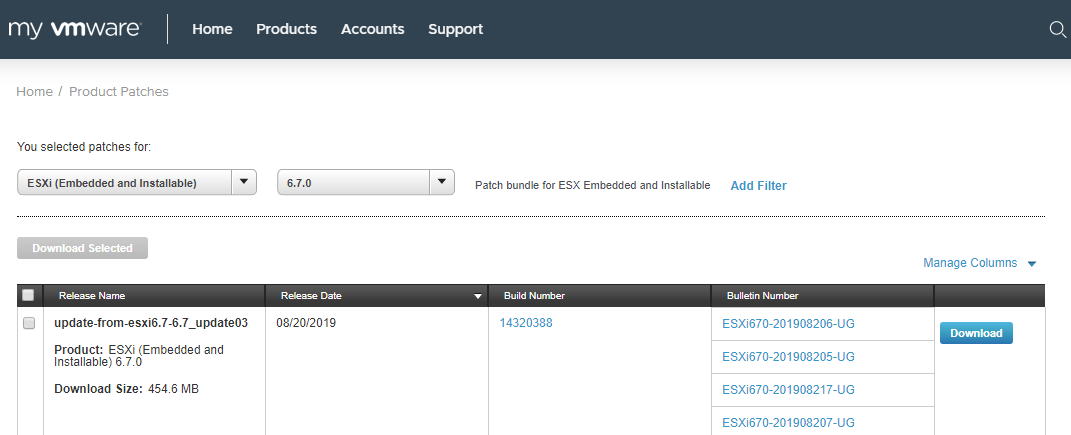 my vmware Home Products Accounts Support
Home / Product Patches
You selected patches for:
ESXi (Embedded and Installable) 6.7.0 Patch bundle for ESX Embedded and Installable Add Filter
Download Selected
Manage Columns
Release Name Release Date Build Number Bulletin Number
update-from-esxi6.7-6.7_update03 08/20/2019 14320388 ESXi670-201908206-UG Download
Product: ESXi (Embedded and
Installable) 6.7.0
ESXi670-201908205-UG
Download Size: 454.6 MB
ESXi670-201908217-UG
ESXi670-201908207-UG